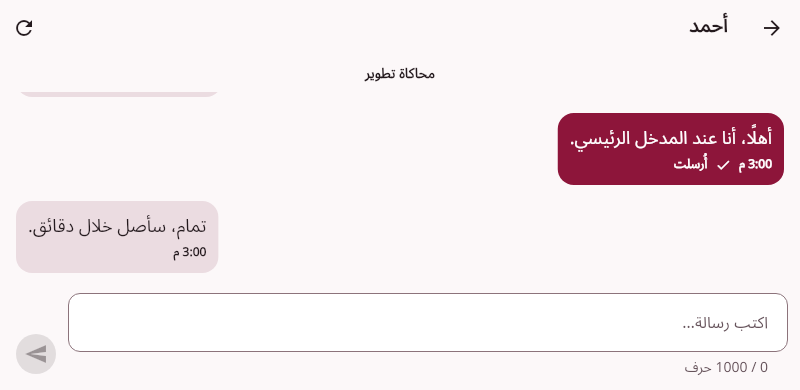 أحمد
محاكاة تطوير
أهلًا، أنا عند المدخل الرئيسي.
3:00 م ✓ أُرسلت
تمام، سأصل خلال دقائق.
3:00 م
اكتب رسالة...
0 / 1000 حرف